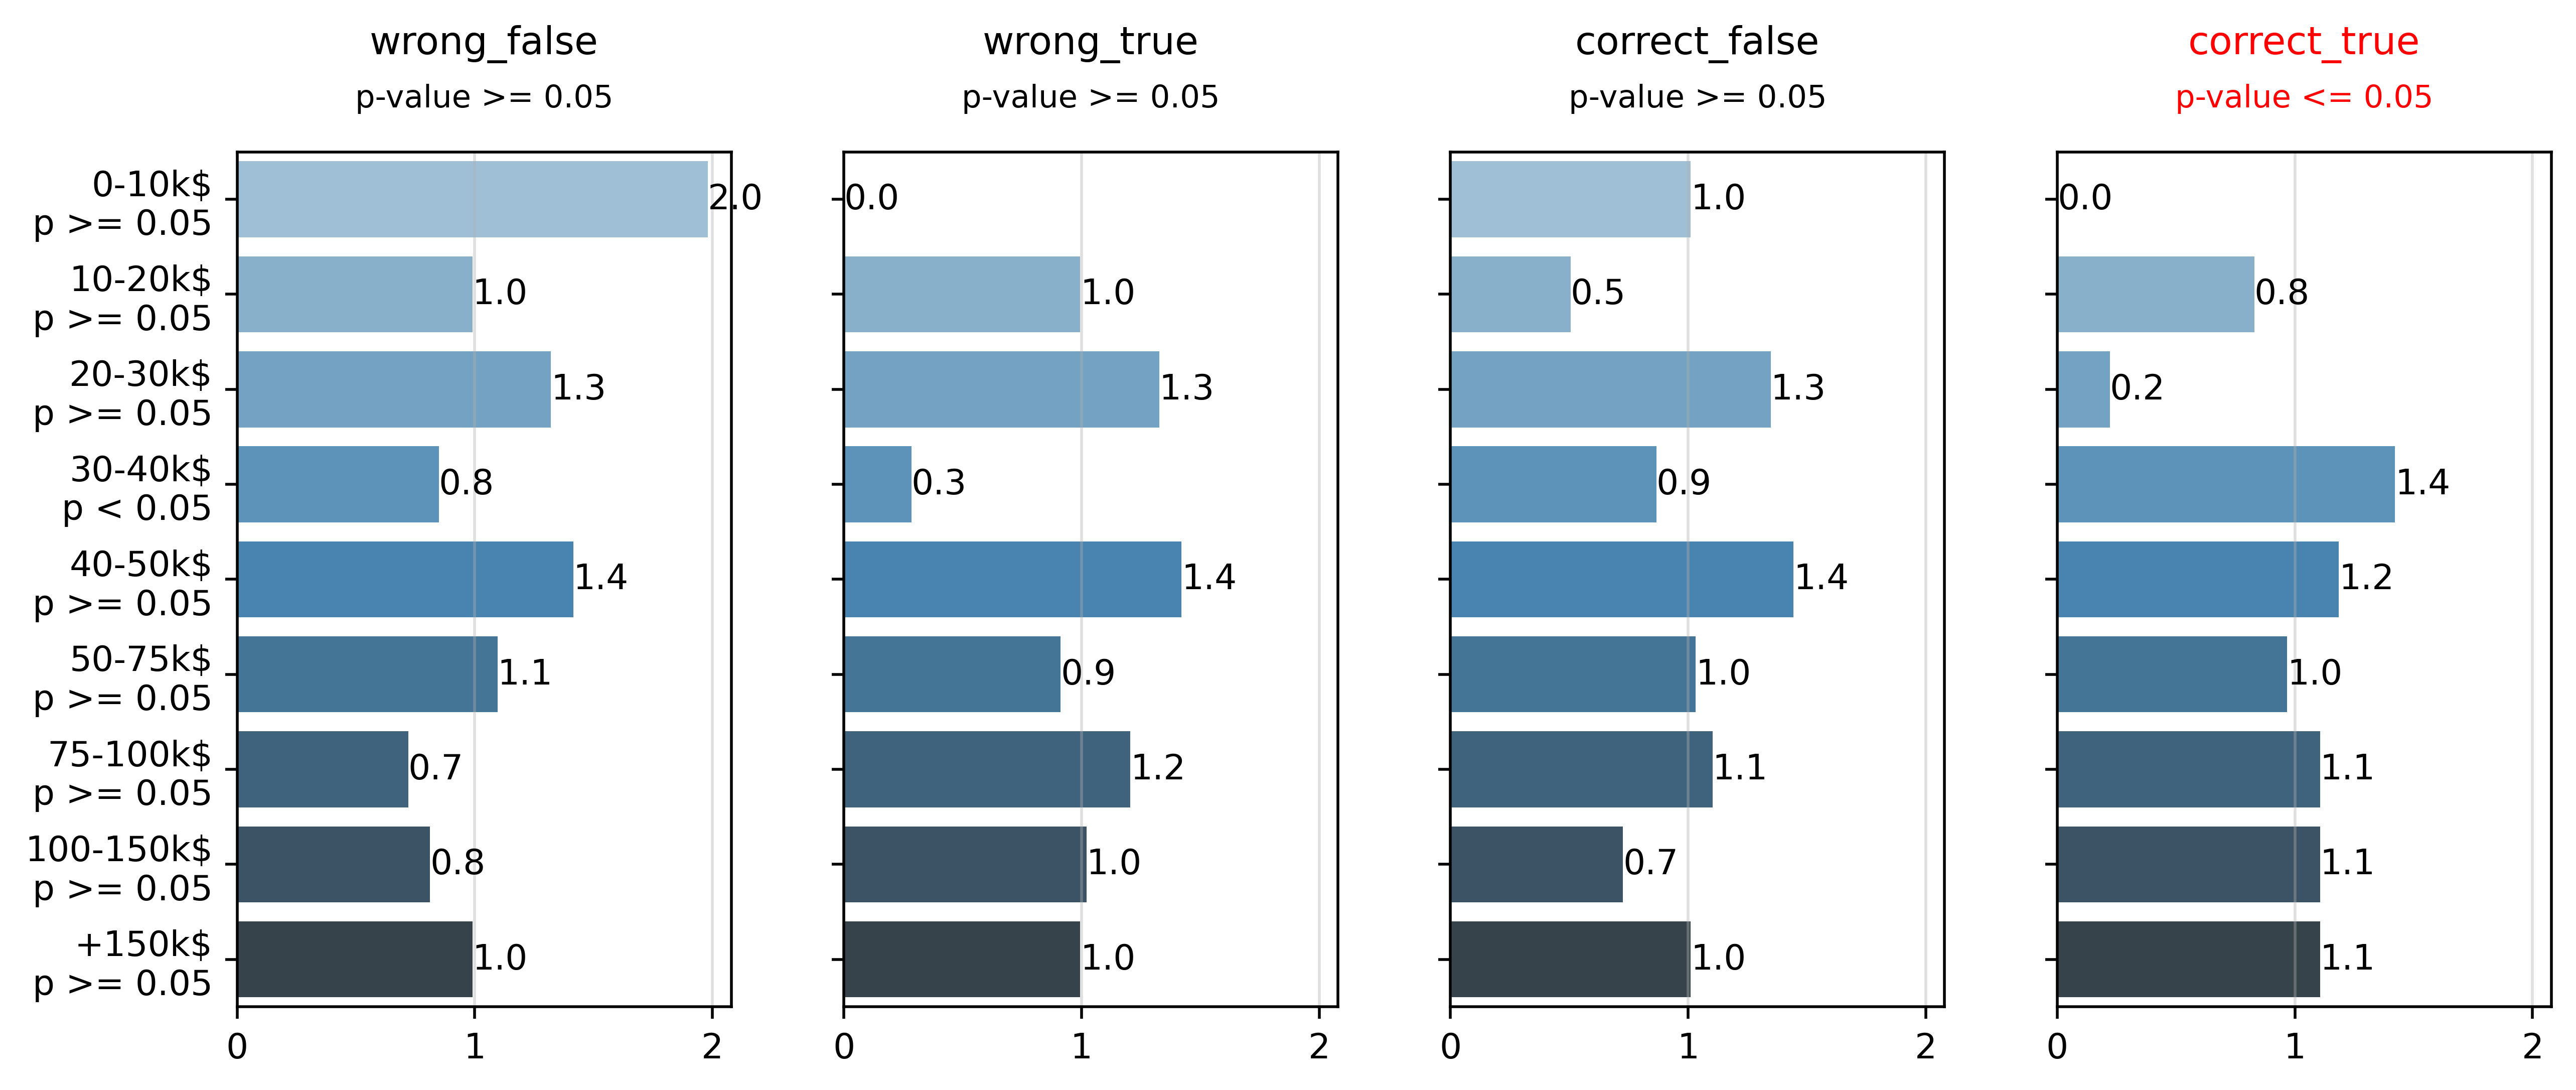 wrong_false
p-value >= 0.05
wrong_true
p-value >= 0.05
correct_false
p-value >= 0.05
correct_true
p-value <= 0.05
0-10k$
p >= 0.05
2.0
0.0
1.0
0.0
10-20k$
p >= 0.05
1.0
1.0
0.5
0.8
20-30k$
p >= 0.05
1.3
1.3
1.3
0.2
30-40k$
p < 0.05
0.8
0.3
0.9
1.4
40-50k$
p >= 0.05
1.4
1.4
1.4
1.2
50-75k$
p >= 0.05
1.1
0.9
1.0
1.0
75-100k$
p >= 0.05
0.7
1.2
1.1
1.1
100-150k$
p >= 0.05
0.8
1.0
0.7
1.1
+150k$
p >= 0.05
1.0
1.0
1.0
1.1
0 1 2
0 1 2
0 1 2
0 1 2